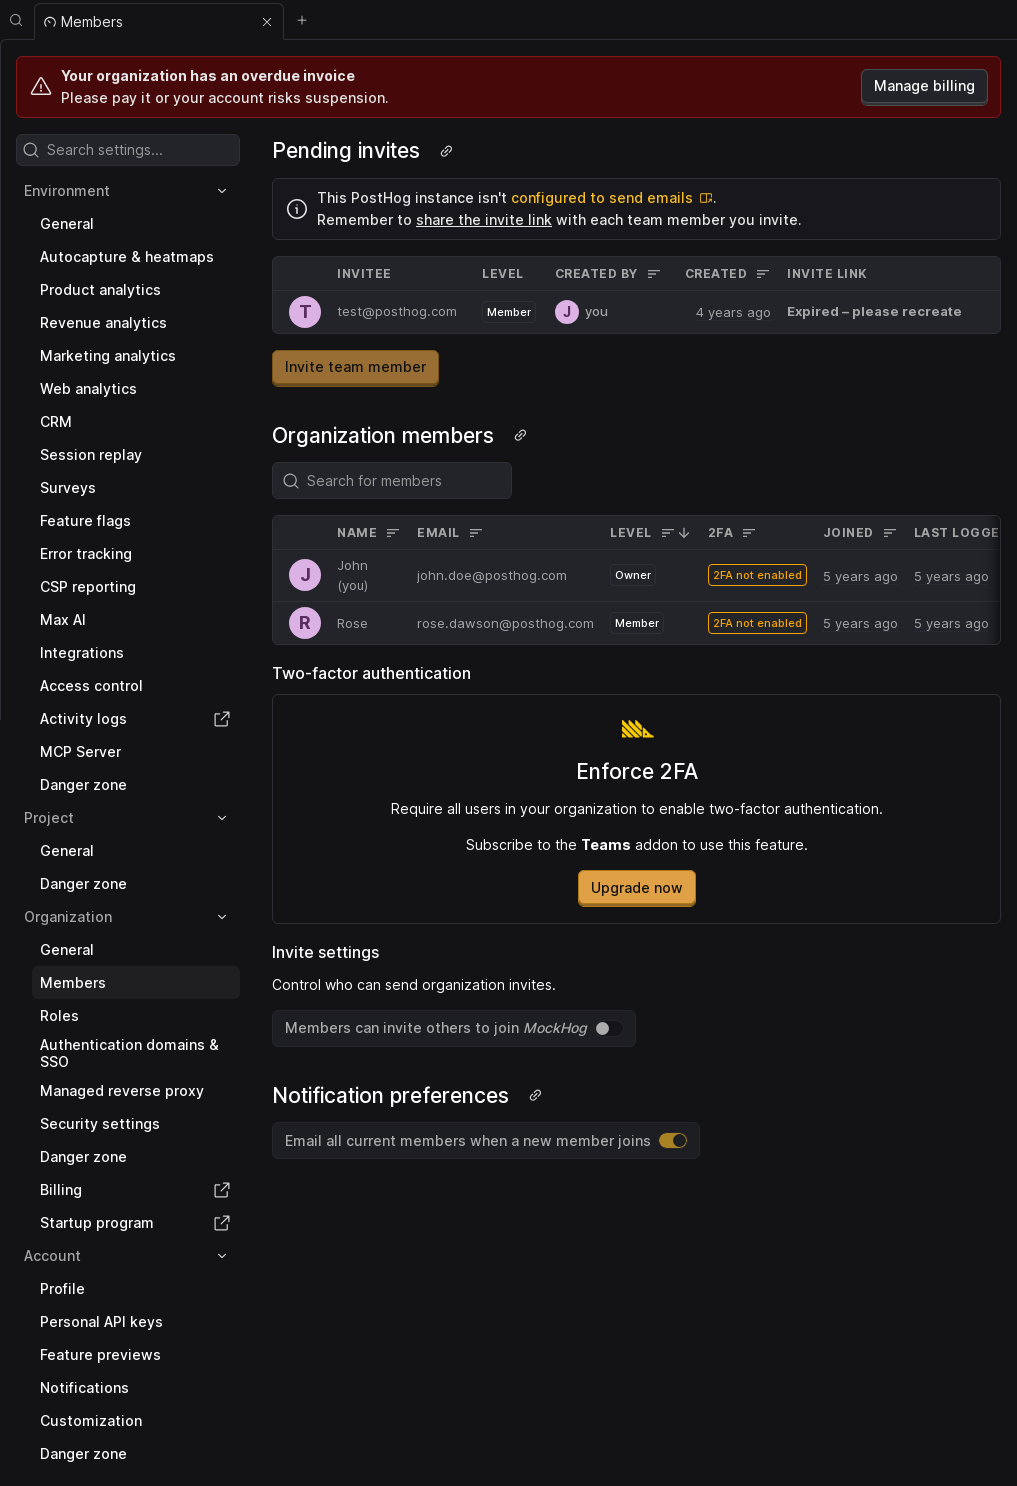 Members
Your organization has an overdue invoice
Please pay it or your account risks suspension.
Manage billing
Search settings...
Environment
General
Autocapture & heatmaps
Product analytics
Revenue analytics
Marketing analytics
Web analytics
CRM
Session replay
Surveys
Feature flags
Error tracking
CSP reporting
Max AI
Integrations
Access control
Activity logs
MCP Server
Danger zone
Project
General
Danger zone
Organization
General
Members
Roles
Authentication domains &
SSO
Managed reverse proxy
Security settings
Danger zone
Billing
Startup program
Account
Profile
Personal API keys
Feature previews
Notifications
Customization
Danger zone
Pending invites
This PostHog instance isn't configured to send emails.
Remember to share the invite link with each team member you invite.
INVITEE LEVEL CREATED BY CREATED INVITE LINK
T test@posthog.com Member J you 4 years ago Expired – please recreate
Invite team member
Organization members
Search for members
NAME EMAIL LEVEL 2FA JOINED LAST LOGGE
J John (you) john.doe@posthog.com Owner 2FA not enabled 5 years ago 5 years ago
R Rose rose.dawson@posthog.com Member 2FA not enabled 5 years ago 5 years ago
Two-factor authentication
Enforce 2FA
Require all users in your organization to enable two-factor authentication.
Subscribe to the Teams addon to use this feature.
Upgrade now
Invite settings
Control who can send organization invites.
Members can invite others to join MockHog
Notification preferences
Email all current members when a new member joins